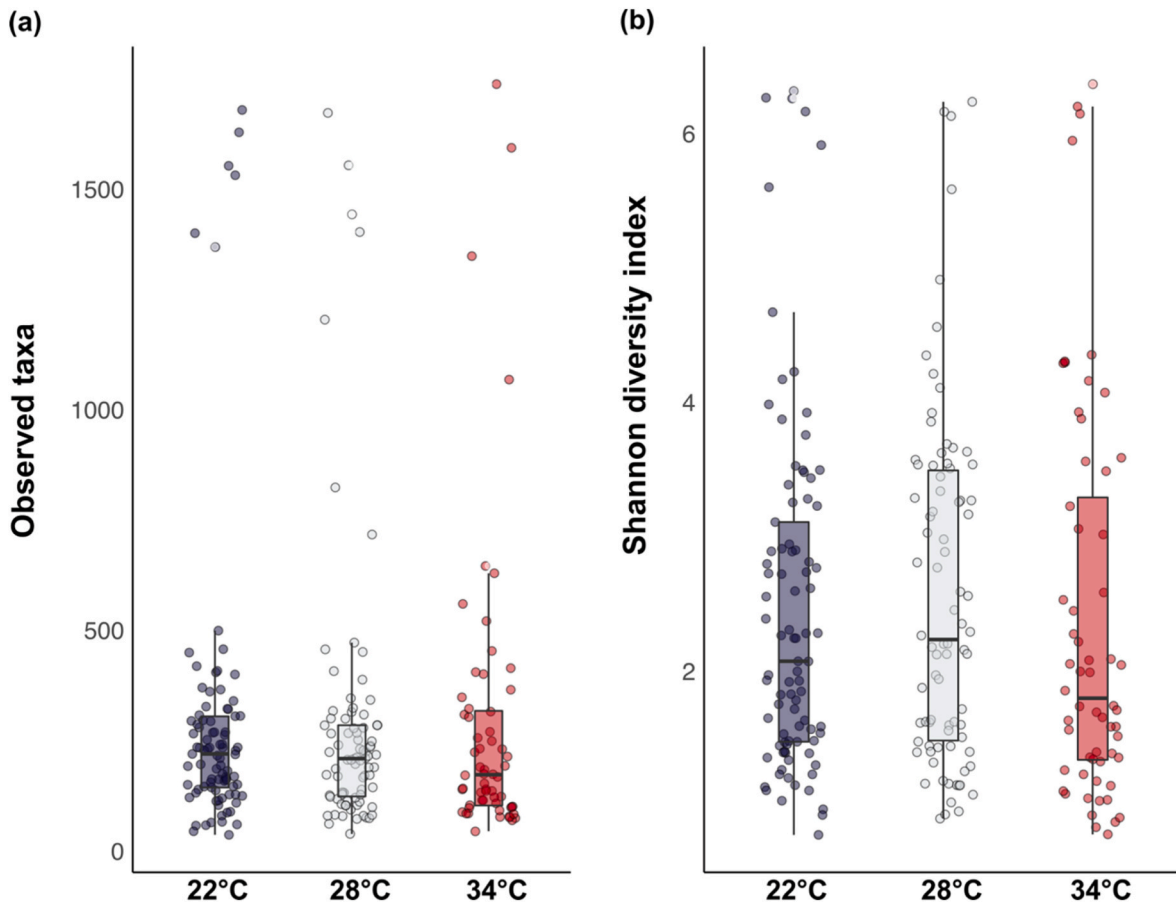 (a)
Observed taxa
1500
1000
500
0
22°C 28°C 34°C
(b)
Shannon diversity index
6
4
2
22°C 28°C 34°C